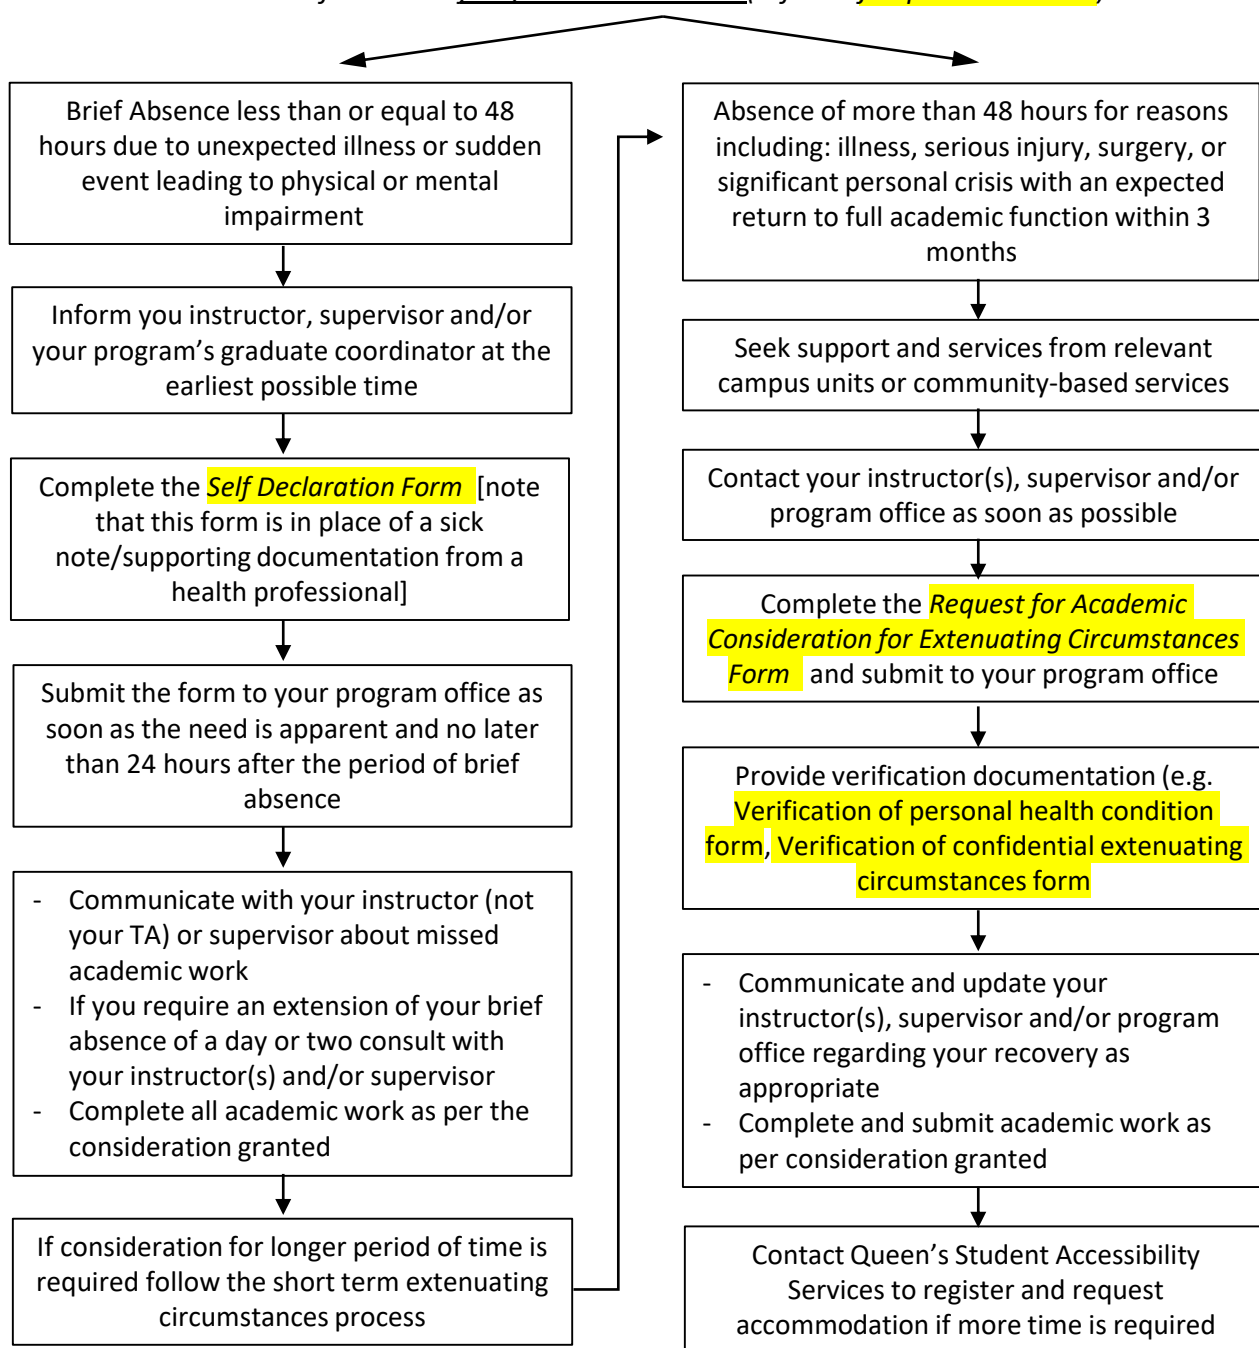 Brief Absence less than or equal to 48
hours due to unexpected illness or sudden
event leading to physical or mental
impairment
Inform you instructor, supervisor and/or
your program's graduate coordinator at the
earliest possible time
Complete the Self Declaration Form [note
that this form is in place of a sick
note/supporting documentation from a
health professional]
Submit the form to your program office as
soon as the need is apparent and no later
than 24 hours after the period of brief
absence
- Communicate with your instructor (not
your TA) or supervisor about missed
academic work
- If you require an extension of your brief
absence of a day or two consult with
your instructor(s) and/or supervisor
- Complete all academic work as per the
consideration granted
If consideration for longer period of time is
required follow the short term extenuating
circumstances process
Absence of more than 48 hours for reasons
including: illness, serious injury, surgery, or
significant personal crisis with an expected
return to full academic function within 3
months
Seek support and services from relevant
campus units or community-based services
Contact your instructor(s), supervisor and/or
program office as soon as possible
Complete the Request for Academic
Consideration for Extenuating Circumstances
Form and submit to your program office
Provide verification documentation (e.g.
Verification of personal health condition
form, Verification of confidential extenuating
circumstances form
- Communicate and update your
instructor(s), supervisor and/or program
office regarding your recovery as
appropriate
- Complete and submit academic work as
per consideration granted
Contact Queen's Student Accessibility
Services to register and request
accommodation if more time is required